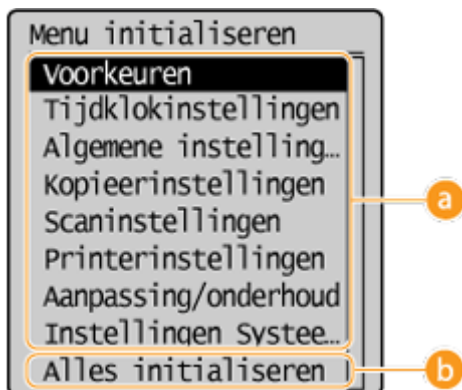 Menu initialiseren
Voorkeuren
Tijdklokinstellingen
Algemene instelling…
Kopieerinstellingen
Scaninstellingen
Printerinstellingen
Aanpassing/onderhoud
Instellingen Systee…
Alles initialiseren
a
b